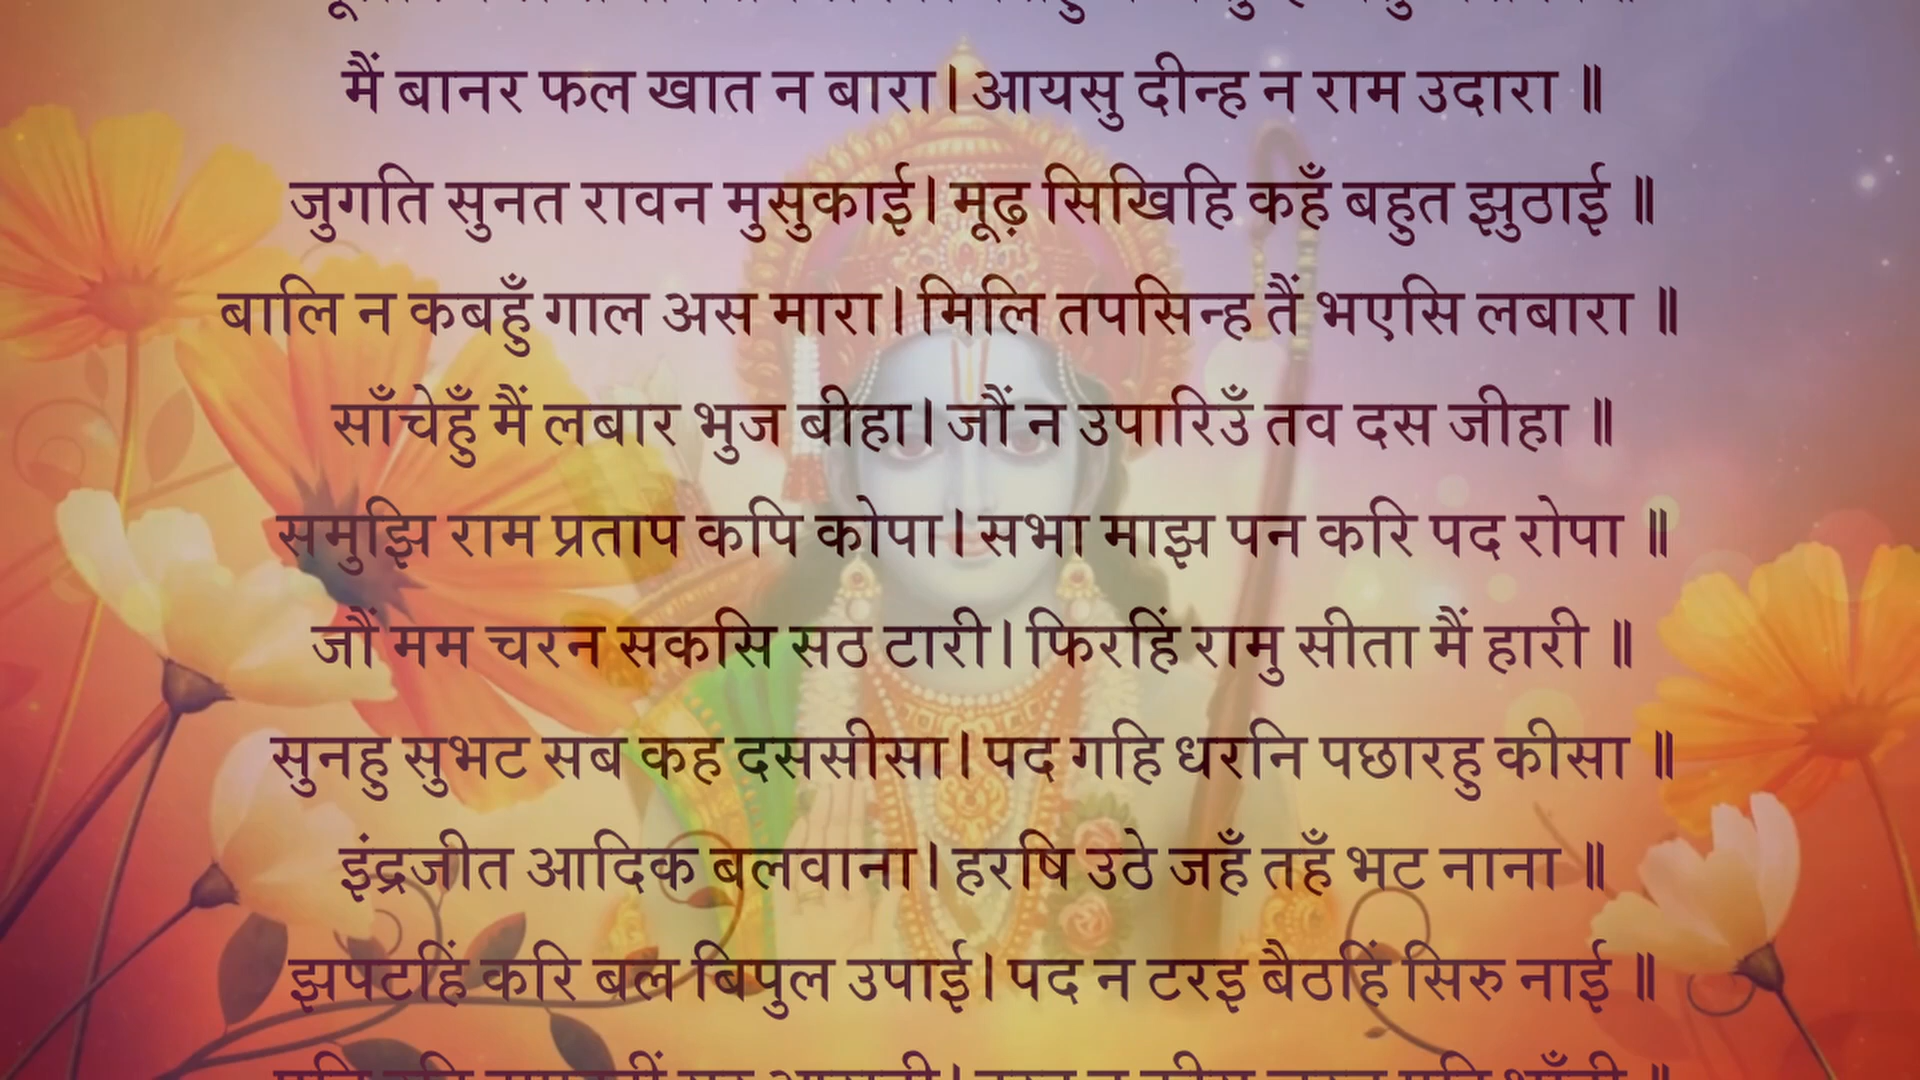 मैं बानर फल खात न बारा। आयसु दीन्ह न राम उदारा ॥
जुगति सुनत रावन मुसुकाई। मूढ़ सिखिहि कहँ बहुत झुठाई ॥
बालि न कबहुँ गाल अस मारा। मिलि तपसिन्ह तैं भएसि लबारा ॥
साँचेहुँ मैं लबार भुज बीहा। जौं न उपारिउँ तव दस जीहा ॥
समुझि राम प्रताप कपि कोपा। सभा माझ पन करि पद रोपा ॥
जौं मम चरन सकसि सठ टारी। फिरहिं रामु सीता मैं हारी ॥
सुनहु सुभट सब कह दससीसा। पद गहि धरनि पछारहु कीसा ॥
इंद्रजीत आदिक बलवाना। हरषि उठे जहँ तहँ भट नाना ॥
झपटहिं करि बल बिपुल उपाई। पद न टरइ बैठहिं सिरु नाई ॥